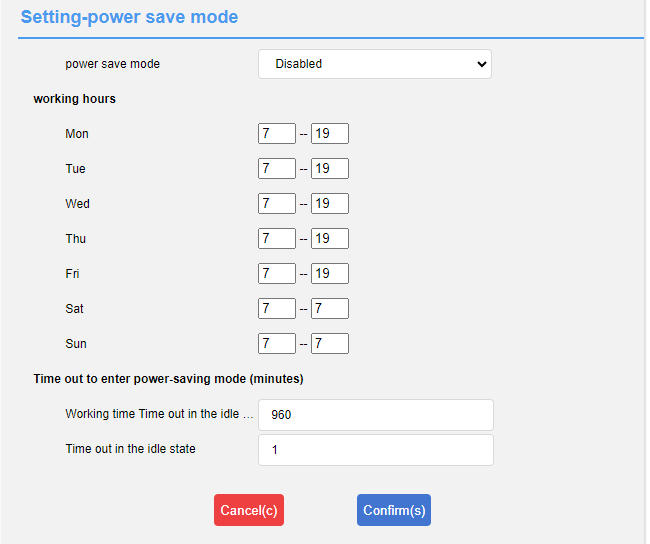 Setting-power save mode
power save mode Disabled
working hours
Mon 7 -- 19
Tue 7 -- 19
Wed 7 -- 19
Thu 7 -- 19
Fri 7 -- 19
Sat 7 -- 7
Sun 7 -- 7
Time out to enter power-saving mode (minutes)
Working time Time out in the idle ... 960
Time out in the idle state 1
Cancel(c) Confirm(s)